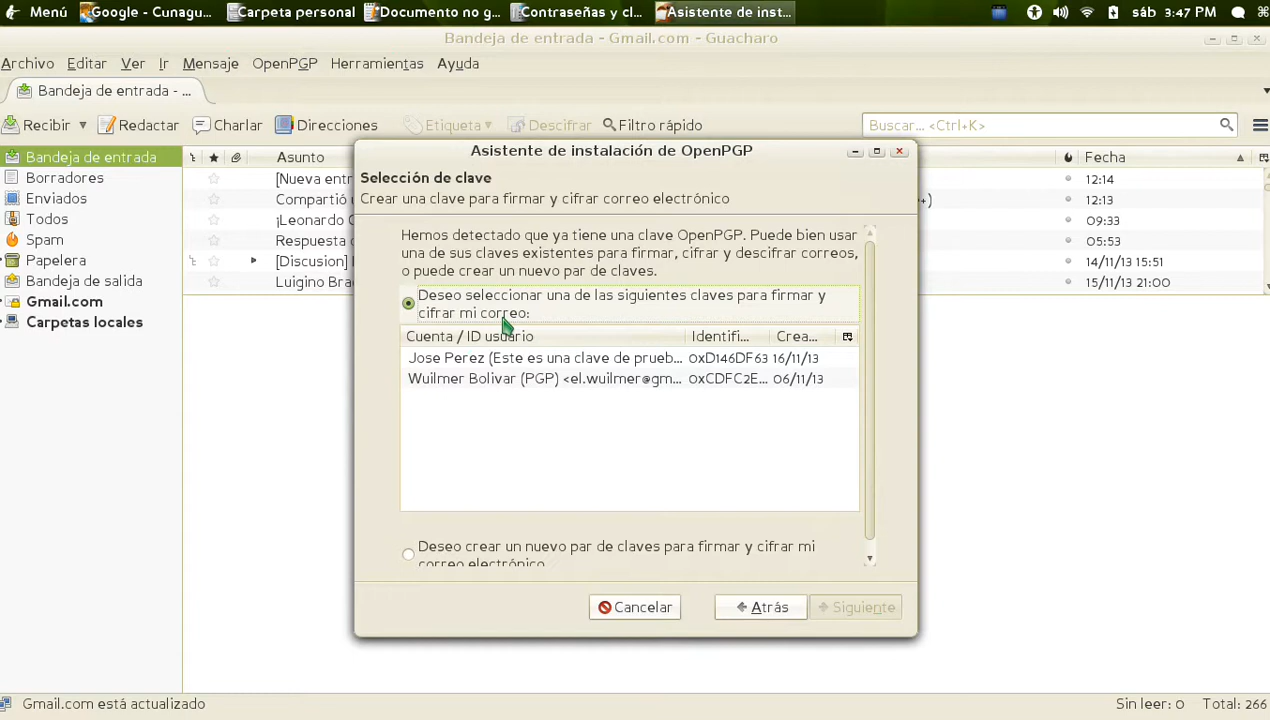 Menú Google - Cunagu... Carpeta personal Documento no g... Contraseñas y cl... Asistente de inst... sáb 3:47 PM
Bandeja de entrada - Gmail.com - Guacharo
Archivo Editar Ver Ir Mensaje OpenPGP Herramientas Ayuda
Bandeja de entrada - ...
Recibir Redactar Charlar Direcciones Etiqueta Descifrar Filtro rápido Buscar... <Ctrl+K>
Bandeja de entrada
Borradores
Enviados
Todos
Spam
Papelera
Bandeja de salida
Gmail.com
Carpetas locales
Asunto Fecha
[Nueva entr 12:14
Compartió +) 12:13
¡Leonardo 09:33
Respuesta 05:53
[Discusion] 14/11/13 15:51
Luigino Bra 15/11/13 21:00
Asistente de instalación de OpenPGP
Selección de clave
Crear una clave para firmar y cifrar correo electrónico
Hemos detectado que ya tiene una clave OpenPGP. Puede bien usar
una de sus claves existentes para firmar, cifrar y descifrar correos,
o puede crear un nuevo par de claves.
Deseo seleccionar una de las siguientes claves para firmar y
cifrar mi correo:
Cuenta / ID usuario Identifi... Crea...
Jose Perez (Este es una clave de prueb... 0xD146DF63 16/11/13
Wuilmer Bolivar (PGP) <el.wuilmer@gm... 0xCDFC2E... 06/11/13
Deseo crear un nuevo par de claves para firmar y cifrar mi
correo electrónico
Cancelar Atrás Siguiente
Gmail.com está actualizado Sin leer: 0 Total: 266